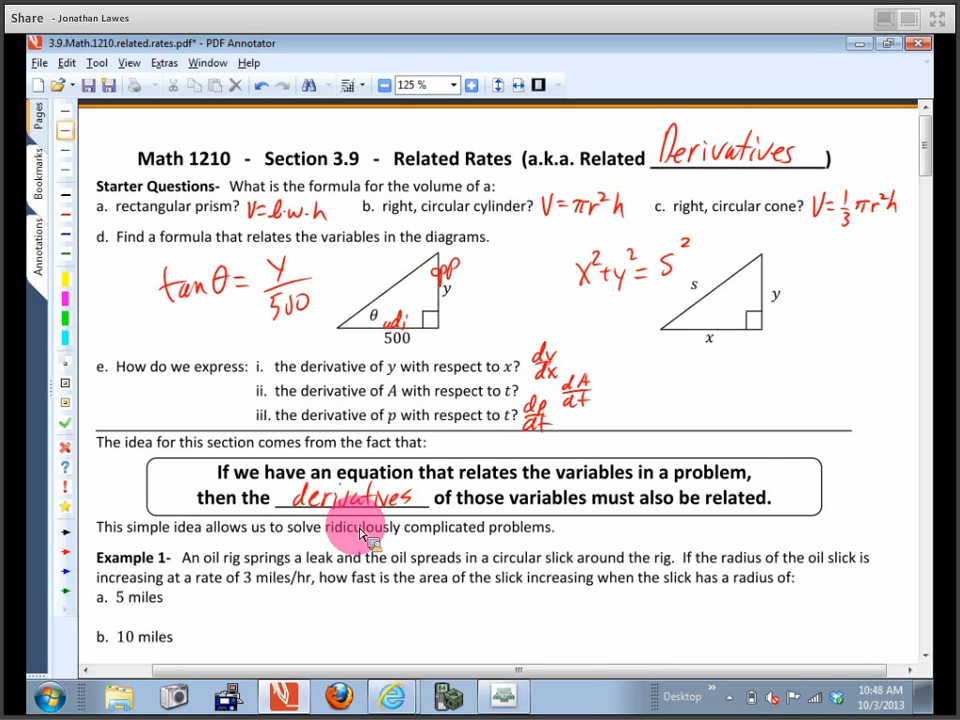 Share - Jonathan Lawes
3.9.Math.1210.related.rates.pdf* - PDF Annotator
File Edit Tool View Extras Window Help
125 %
Pages
Bookmarks
Annotations
Math 1210 - Section 3.9 - Related Rates (a.k.a. Related Derivatives)
Starter Questions- What is the formula for the volume of a:
a. rectangular prism? V=l·w·h b. right, circular cylinder? V=πr²h c. right, circular cone? V=1/3 πr²h
d. Find a formula that relates the variables in the diagrams.
tanθ = y/500 opp y θ adj 500
x²+y²=s² s y x
e. How do we express: i. the derivative of y with respect to x? dy/dx
ii. the derivative of A with respect to t? dA/dt
iii. the derivative of p with respect to t? dp/dt
The idea for this section comes from the fact that:
If we have an equation that relates the variables in a problem,
then the derivatives of those variables must also be related.
This simple idea allows us to solve ridiculously complicated problems.
Example 1- An oil rig springs a leak and the oil spreads in a circular slick around the rig. If the radius of the oil slick is
increasing at a rate of 3 miles/hr, how fast is the area of the slick increasing when the slick has a radius of:
a. 5 miles
b. 10 miles
Desktop
10:48 AM
10/3/2013